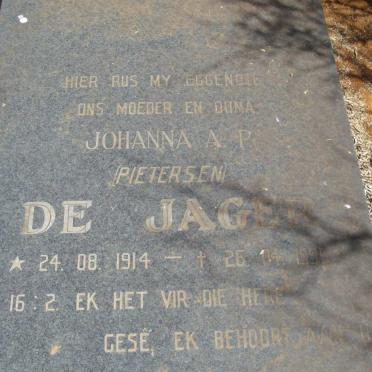 HIER RUS MY EGGENOTE
ONS MOEDER EN OUMA
JOHANNA A. P.
(PIETERSEN)
DE JAGER
★ 24. 08. 1914 — † 26. 04.
16 : 2. EK HET VIR DIE HERE
GESÊ, EK BEHOORT AAN